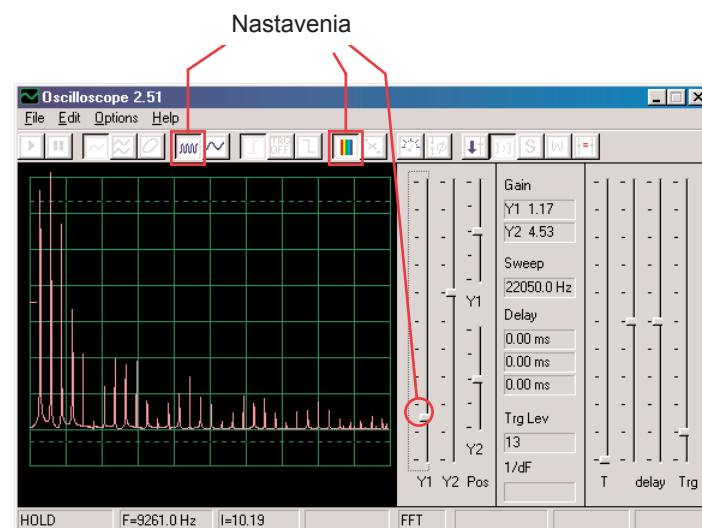 Nastavenia
Oscilloscope 2.51
File Edit Options Help
TRG OFF
S W
Gain
Y1 1.17
Y2 4.53
Sweep
22050.0 Hz
Delay
0.00 ms
0.00 ms
0.00 ms
Trg Lev
13
1/dF
Y1
Y2
Y1 Y2 Pos
T delay Trg
HOLD F=9261.0 Hz I=10.19 FFT